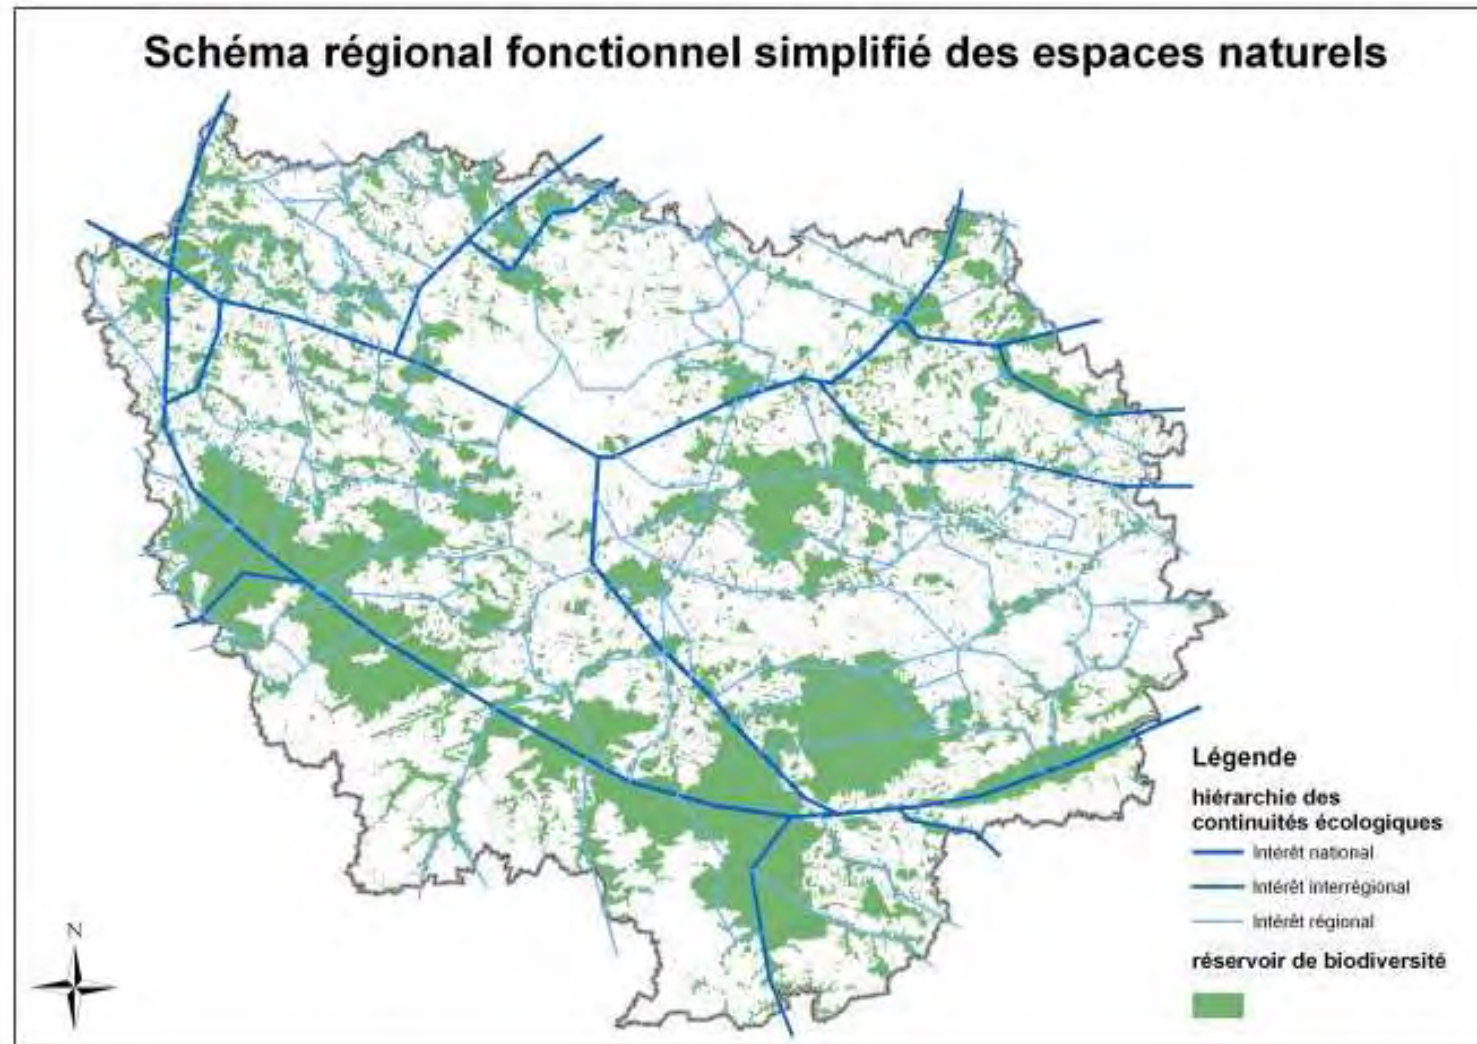 Schéma régional fonctionnel simplifié des espaces naturels
Légende
hiérarchie des
continuités écologiques
Intérêt national
Intérêt interrégional
Intérêt régional
réservoir de biodiversité
N